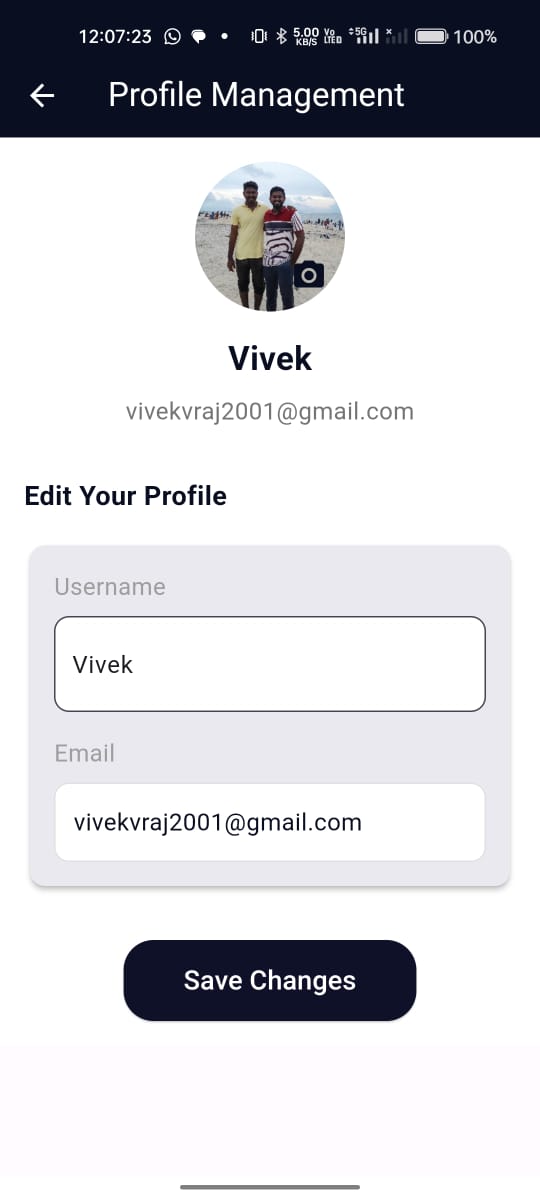 12:07:23 5.00 KB/S Vo LTE 5G 100%
Profile Management
Vivek
vivekvraj2001@gmail.com
Edit Your Profile
Username
Vivek
Email
vivekvraj2001@gmail.com
Save Changes